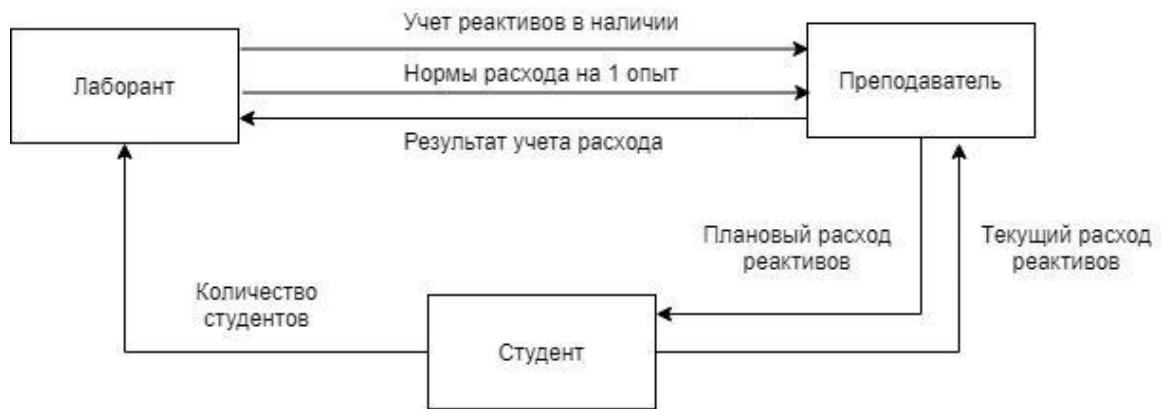 Учет реактивов в наличии
Лаборант
Нормы расхода на 1 опыт
Преподаватель
Результат учета расхода
Плановый расход
реактивов
Текущий расход
реактивов
Количество
студентов
Студент